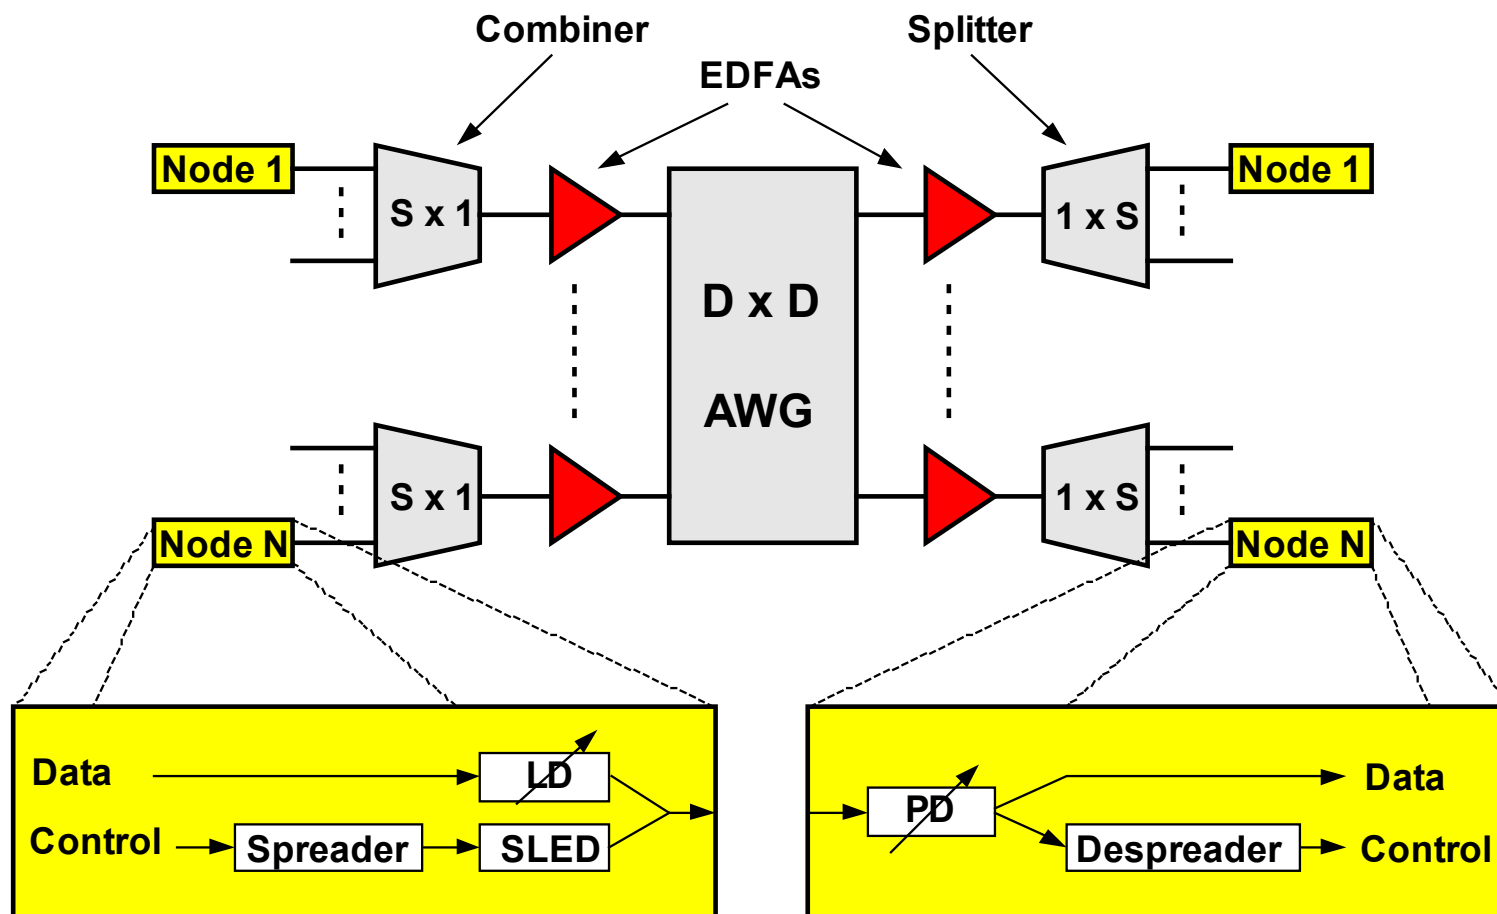 Combiner
Splitter
EDFAs
Node 1
Node 1
S x 1
1 x S
D x D
AWG
S x 1
1 x S
Node N
Node N
Data
LD
Control
Spreader
SLED
PD
Data
Despreader
Control